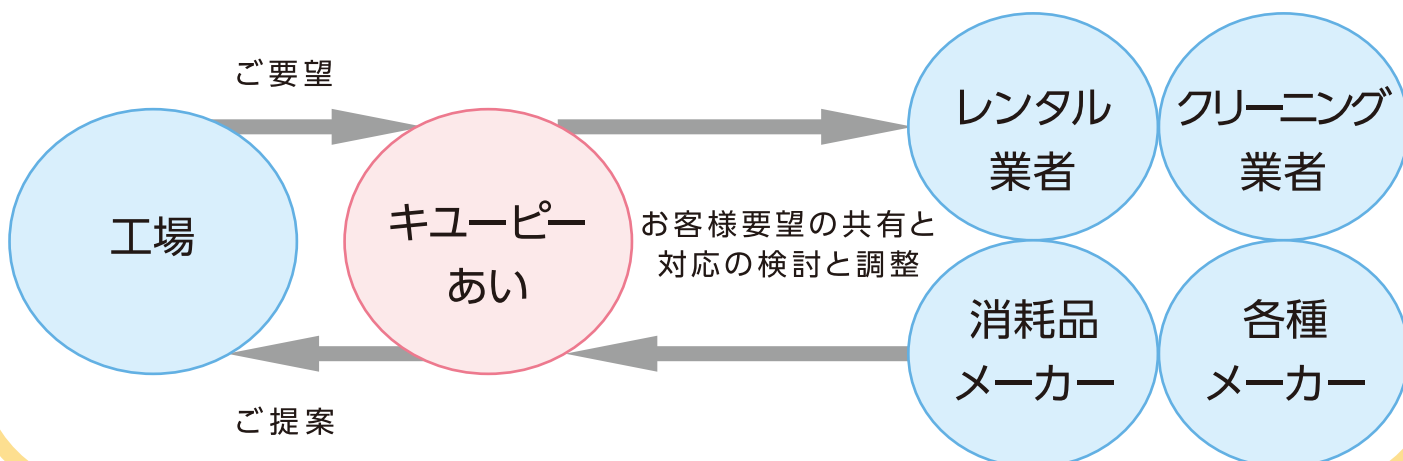 ご要望
工場
キユーピー
あい
お客様要望の共有と
対応の検討と調整
ご提案
レンタル
業者
クリーニング
業者
消耗品
メーカー
各種
メーカー